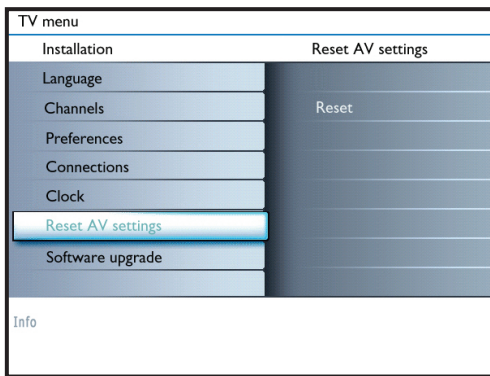 TV menu
Installation
Reset AV settings
Language
Channels
Reset
Preferences
Connections
Clock
Reset AV settings
Software upgrade
Info